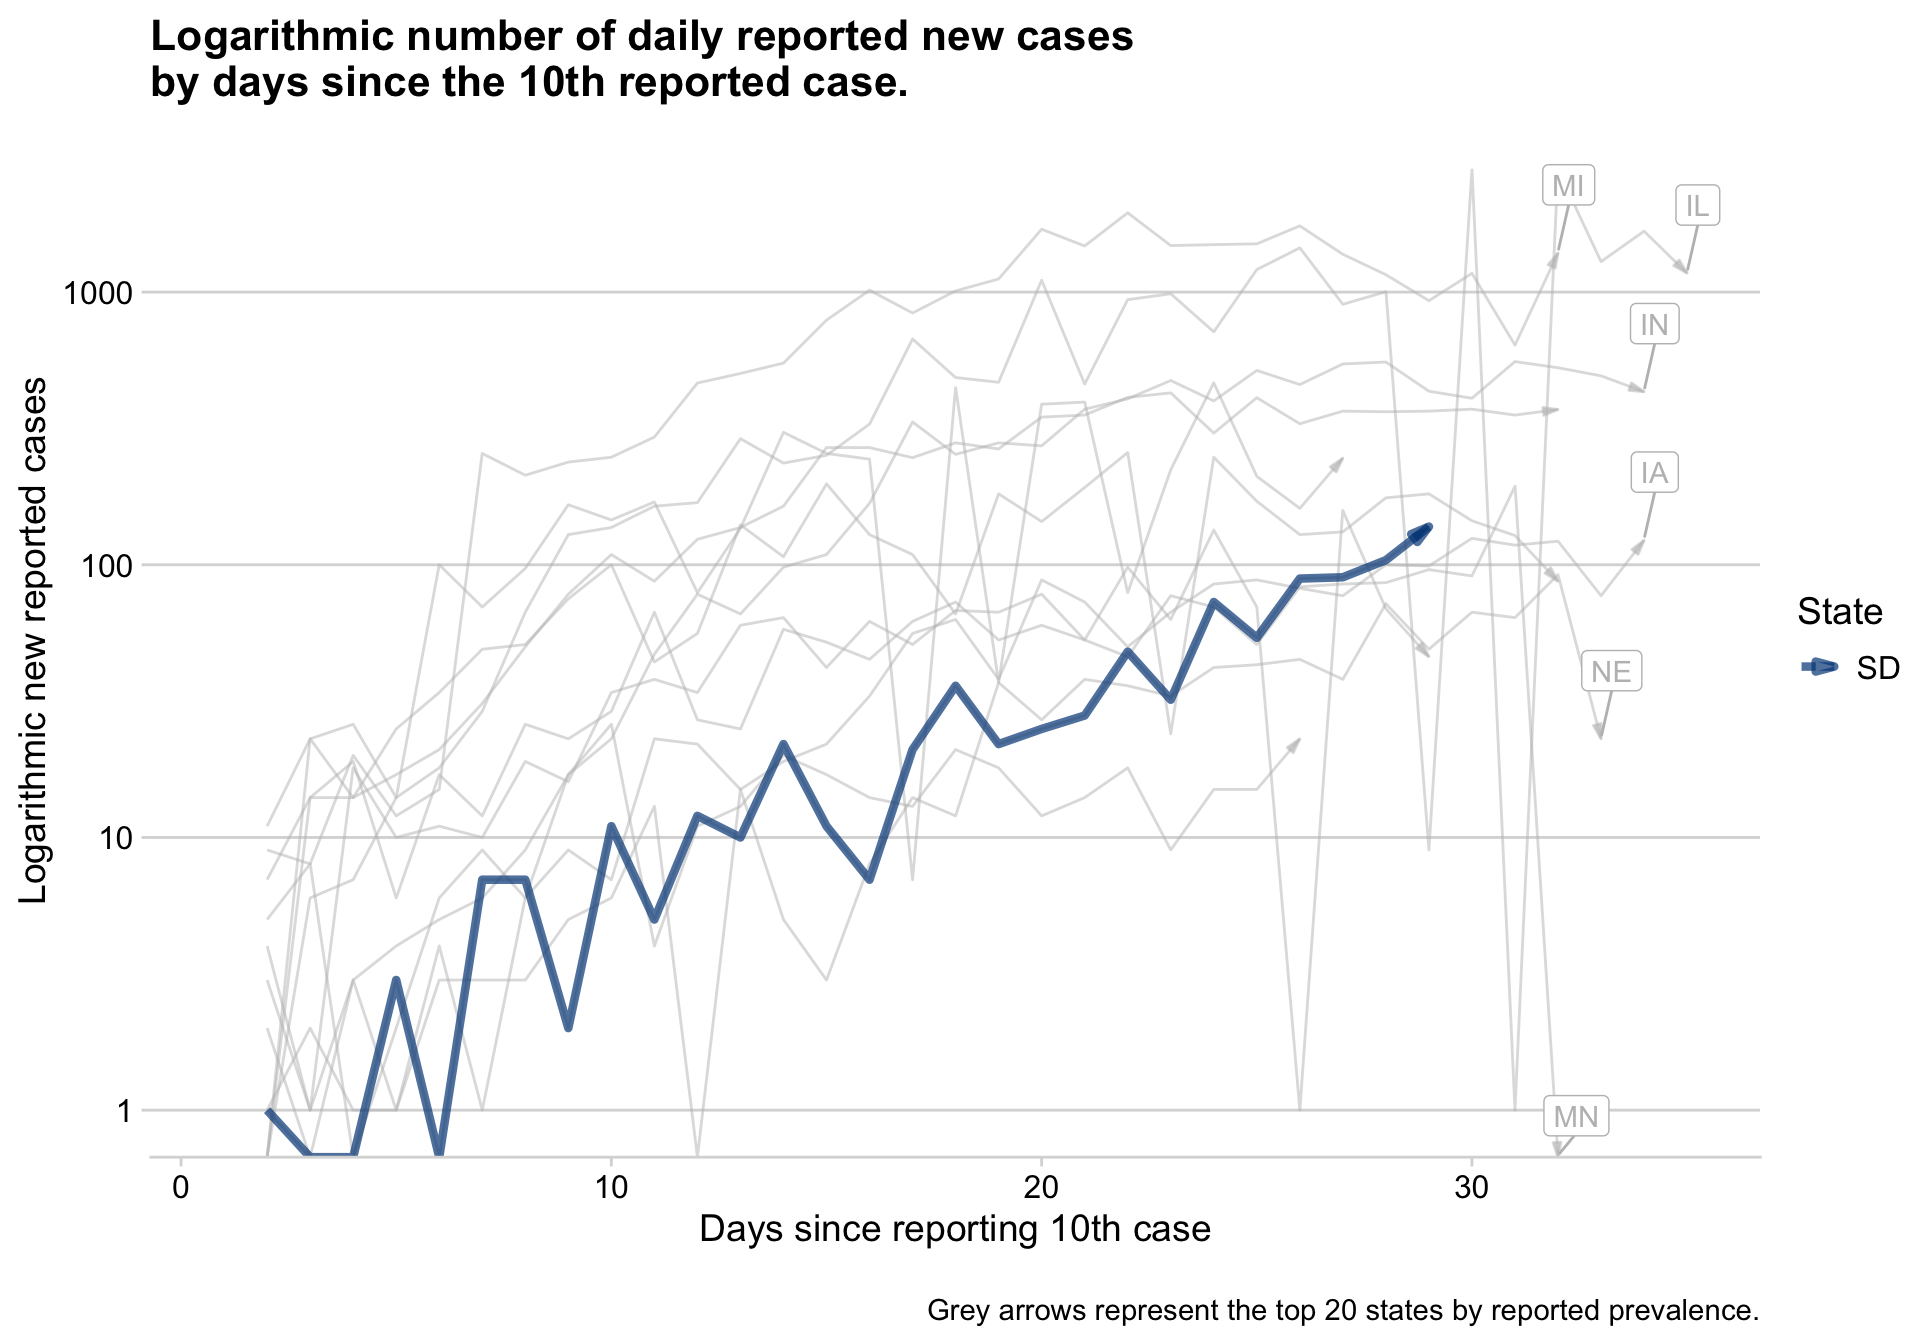 Logarithmic number of daily reported new cases
by days since the 10th reported case.
MI
IL
1000
IN
IA
100
State
SD
NE
10
1
MN
0 10 20 30
Logarithmic new reported cases
Days since reporting 10th case
Grey arrows represent the top 20 states by reported prevalence.